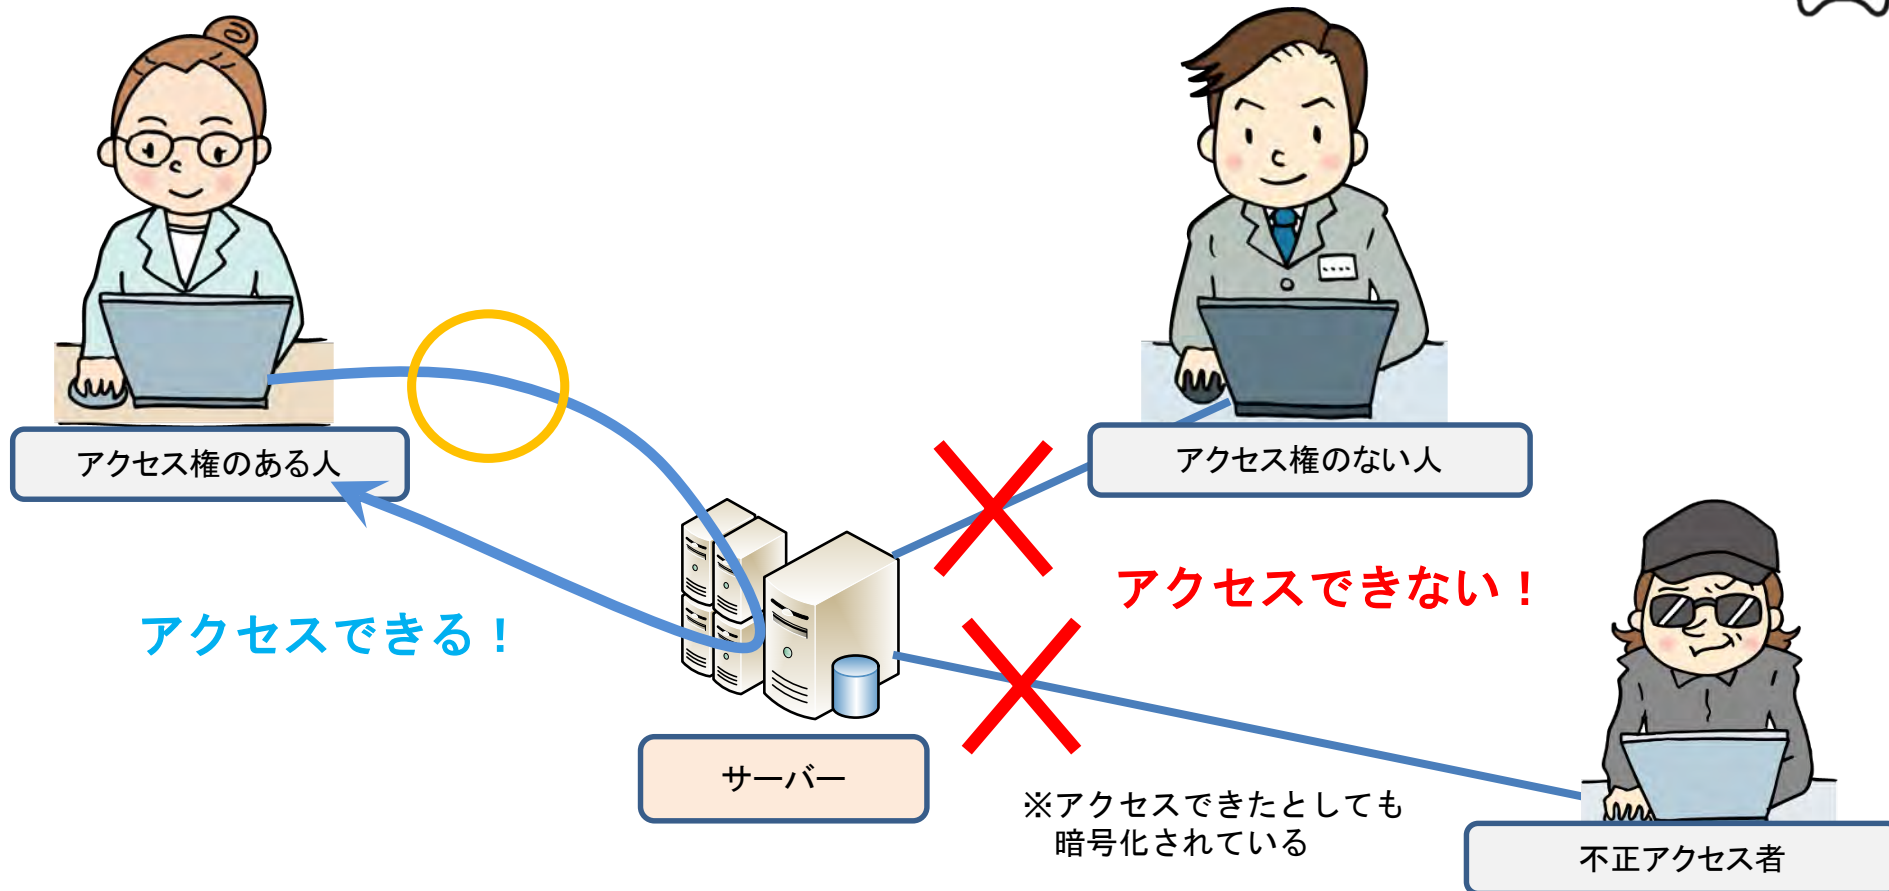 アクセス権のある人
アクセス権のない人
アクセスできる！
アクセスできない！
サーバー
※アクセスできたとしても
暗号化されている
不正アクセス者